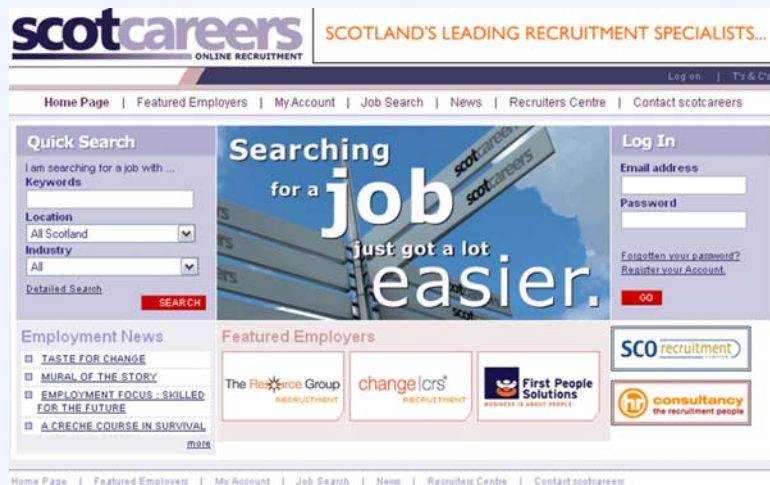 scotcareers
ONLINE RECRUITMENT
SCOTLAND'S LEADING RECRUITMENT SPECIALISTS...
Log on | T's & C's
Home Page | Featured Employers | My Account | Job Search | News | Recruiters Centre | Contact scotcareers
Quick Search
I am searching for a job with ...
Keywords
Location
All Scotland
Industry
All
Detailed Search
SEARCH
Searching
for a job
just got a lot
easier.
scotcareers
scotcareers
scotcareers
Log In
Email address
Password
Forgotten your password?
Register your Account.
GO
Employment News
TASTE FOR CHANGE
MURAL OF THE STORY
EMPLOYMENT FOCUS : SKILLED
FOR THE FUTURE
A CRECHE COURSE IN SURVIVAL
more
Featured Employers
The Resource Group
RECRUITMENT
change|crs
RECRUITMENT
First People
Solutions
BUSINESS IS ABOUT PEOPLE
SCO recruitment
hr consultancy
the recruitment people
Home Page | Featured Employers | My Account | Job Search | News | Recruiters Centre | Contact scotcareers